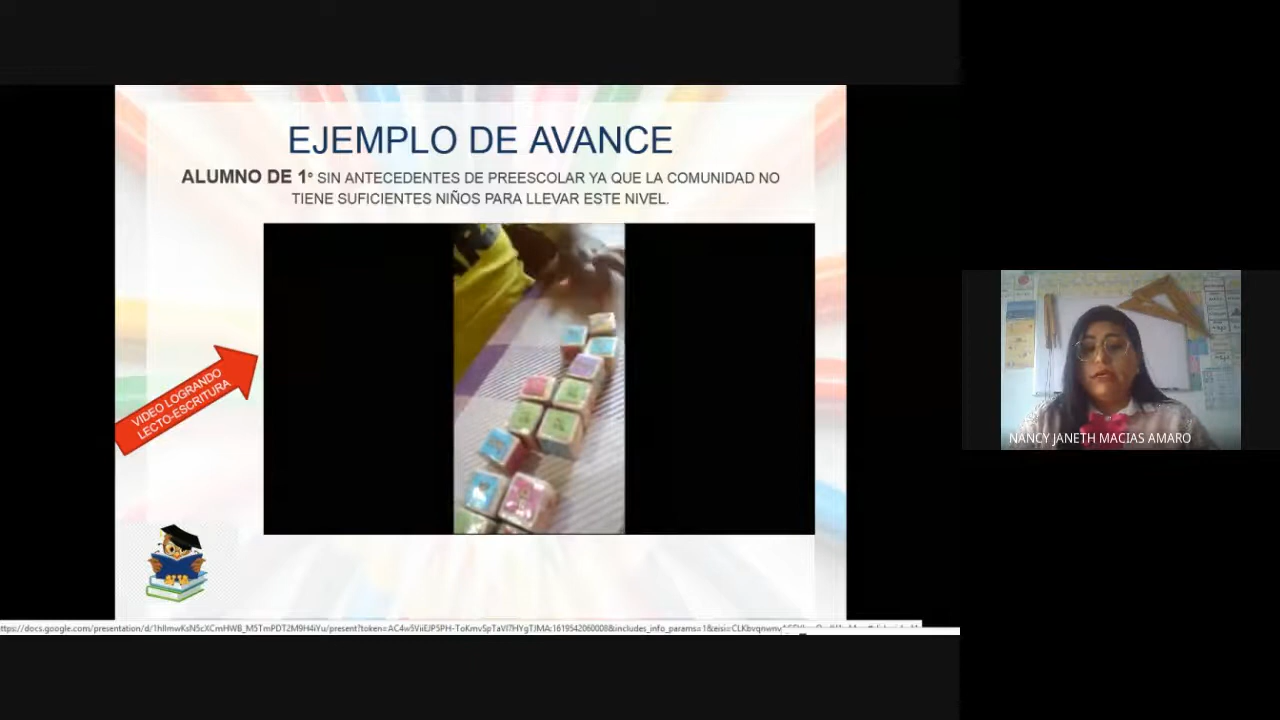 EJEMPLO DE AVANCE
ALUMNO DE 1° SIN ANTECEDENTES DE PREESCOLAR YA QUE LA COMUNIDAD NO
TIENE SUFICIENTES NIÑOS PARA LLEVAR ESTE NIVEL.
VIDEO LOGRANDO
LECTO-ESCRITURA
NANCY JANETH MACIAS AMARO